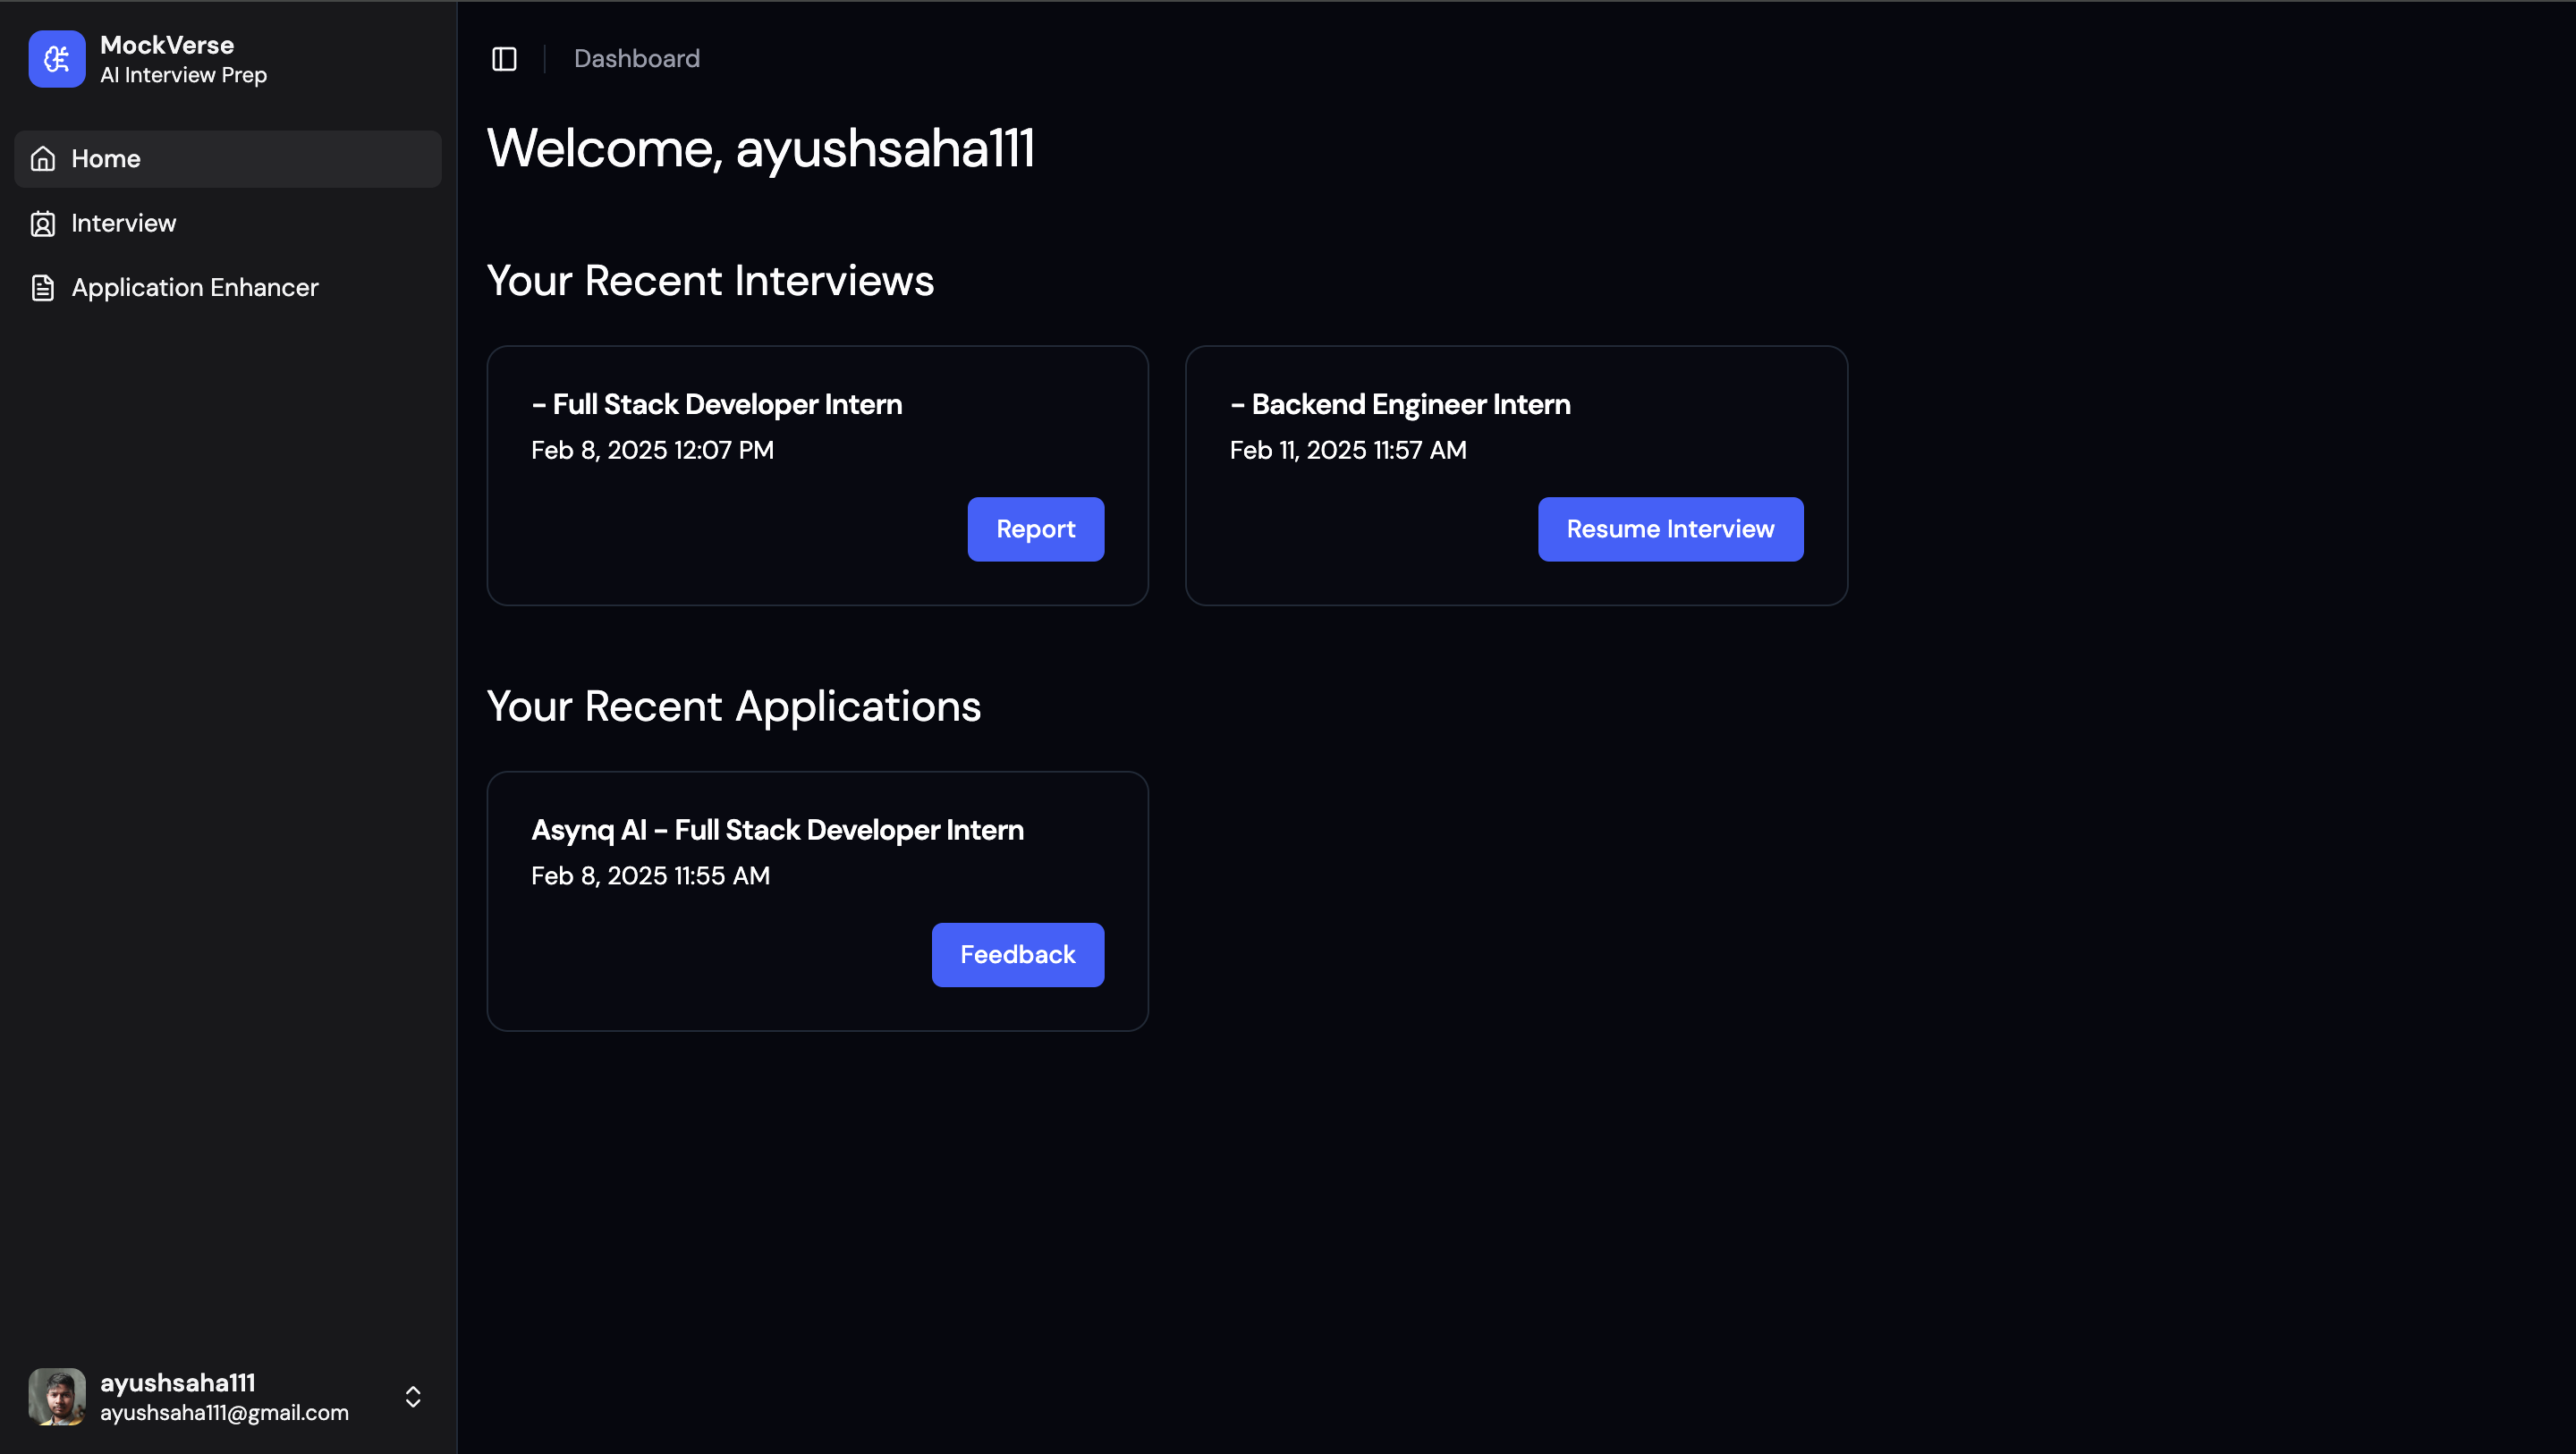 MockVerse
AI Interview Prep
Home
Interview
Application Enhancer
ayushsaha111
ayushsaha111@gmail.com
Dashboard
Welcome, ayushsaha111
Your Recent Interviews
– Full Stack Developer Intern
Feb 8, 2025 12:07 PM
Report
– Backend Engineer Intern
Feb 11, 2025 11:57 AM
Resume Interview
Your Recent Applications
Asynq AI – Full Stack Developer Intern
Feb 8, 2025 11:55 AM
Feedback